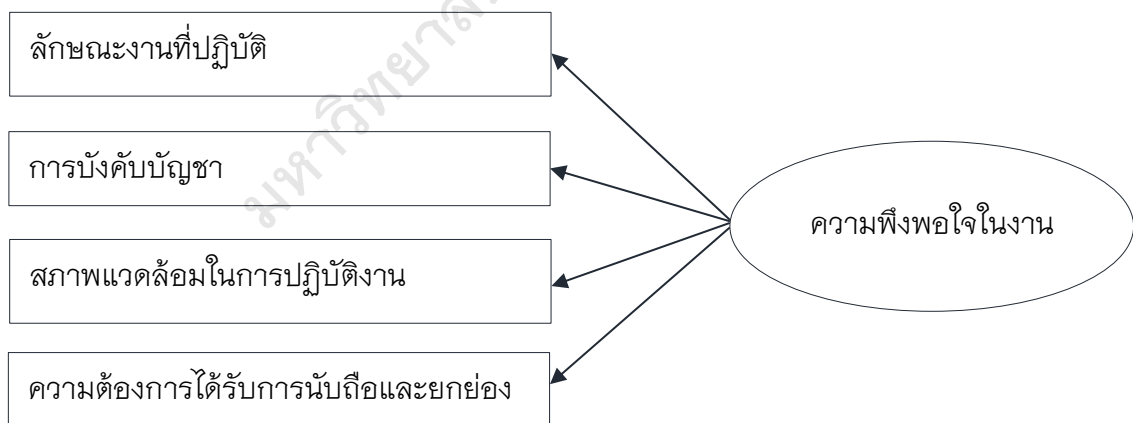 ลักษณะงานที่ปฏิบัติ
การบังคับบัญชา
สภาพแวดล้อมในการปฏิบัติงาน
ความต้องการได้รับการนับถือและยกย่อง
ความพึงพอใจในงาน